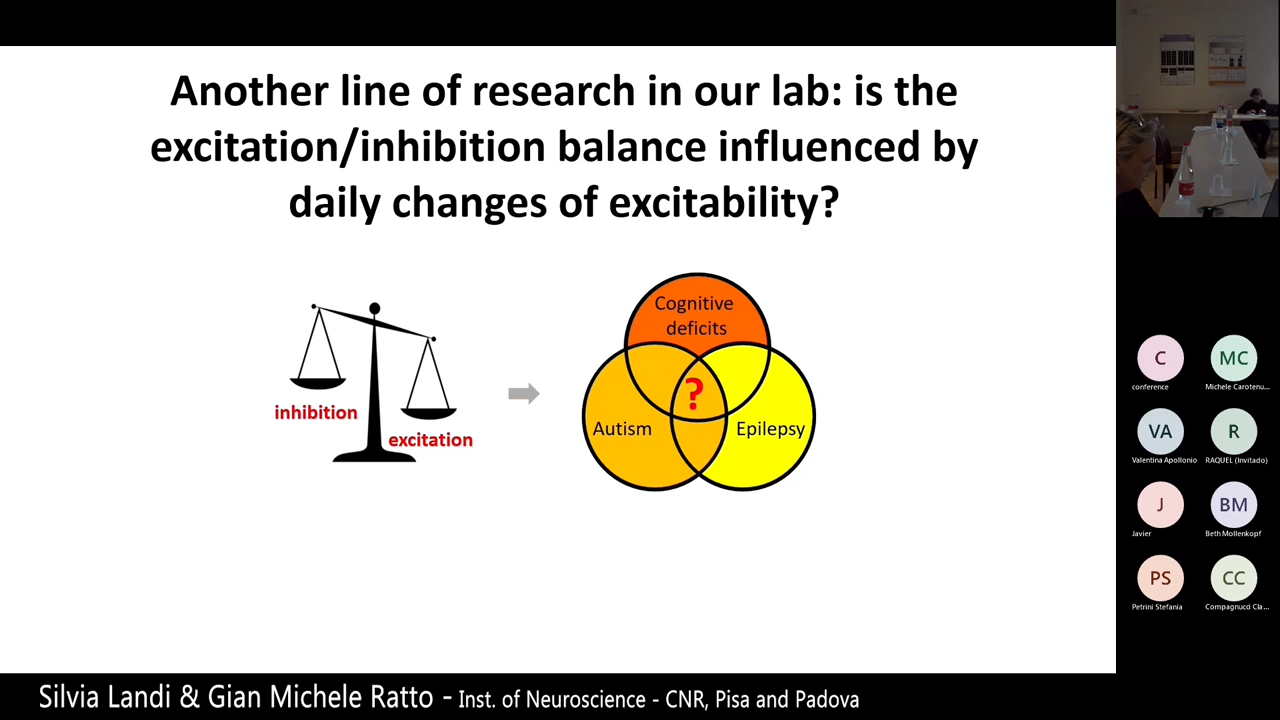 Another line of research in our lab: is the
excitation/inhibition balance influenced by
daily changes of excitability?
inhibition
excitation
Cognitive
deficits
?
Autism
Epilepsy
C
conference
MC
Michele Carotenu...
VA
Valentina Apollonio
R
RAQUEL (Invitado)
J
Javier
BM
Beth Mollenkopf
PS
Petrini Stefania
CC
Compagnucci Cla...
Silvia Landi & Gian Michele Ratto - Inst. of Neuroscience - CNR, Pisa and Padova